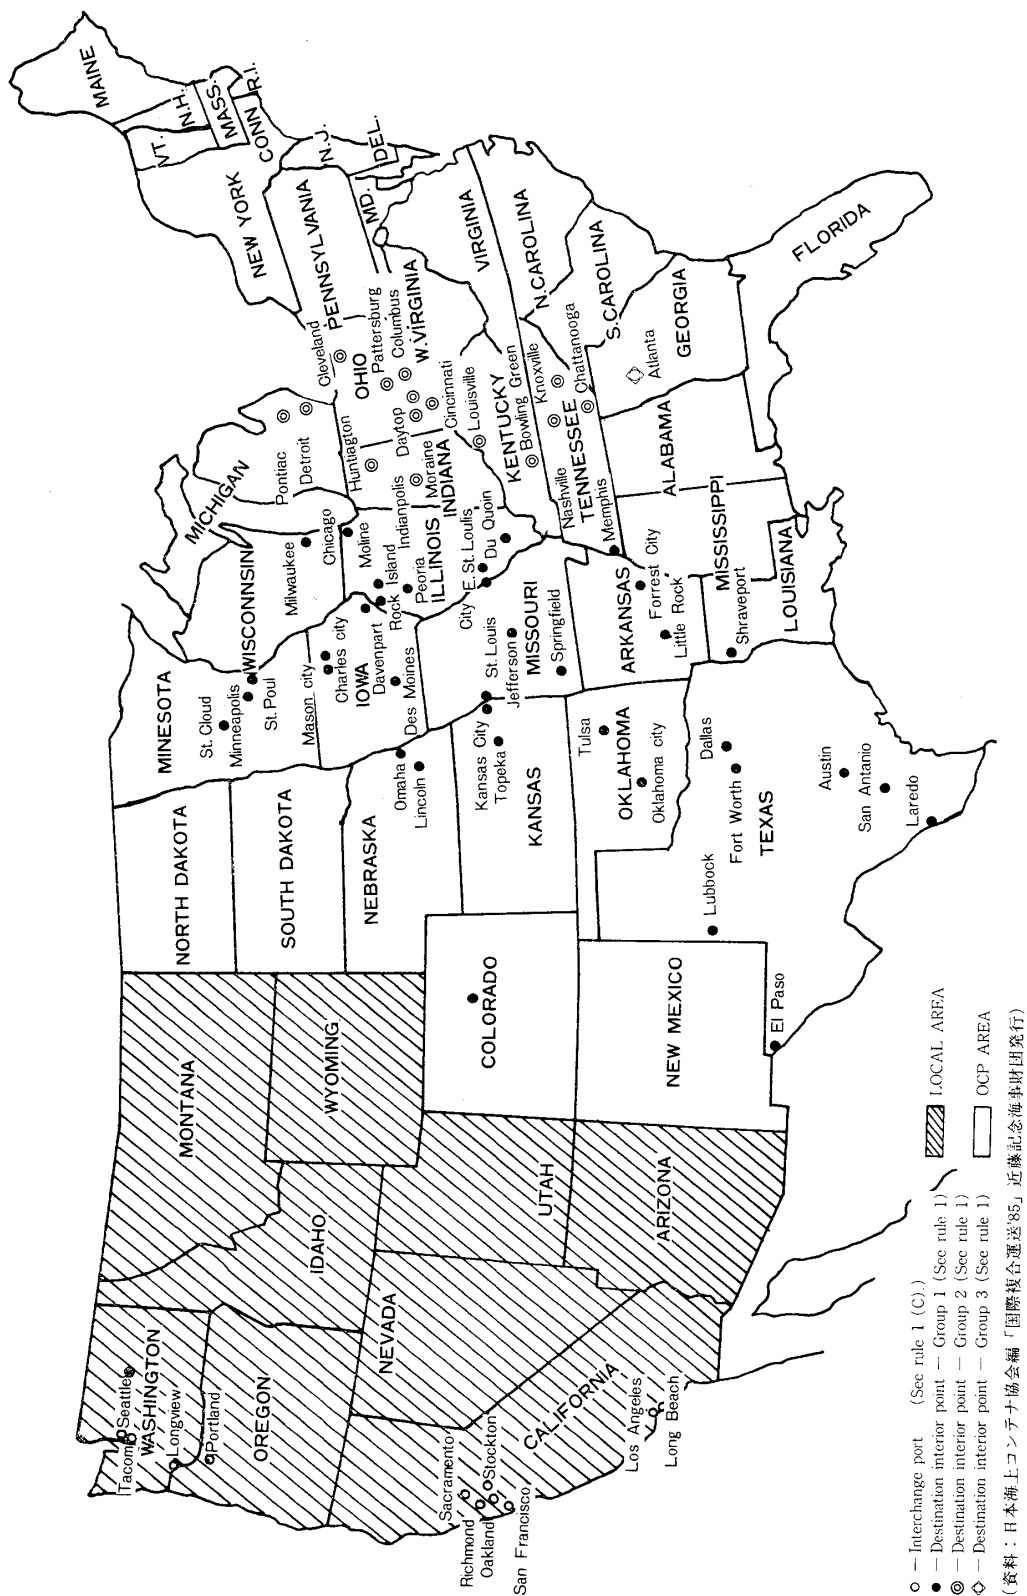 WASHINGTON
Seattle
Tacoma
Longview
Portland
OREGON
IDAHO
MONTANA
WYOMING
NEVADA
UTAH
CALIFORNIA
Sacramento
Richmond
Oakland
Stockton
San Francisco
Los Angeles
Long Beach
ARIZONA
COLORADO
NEW MEXICO
NORTH DAKOTA
SOUTH DAKOTA
NEBRASKA
Omaha
Lincoln
KANSAS
Kansas City
Topeka
OKLAHOMA
Tulsa
Oklahoma city
TEXAS
Dallas
Fort Worth
Lubbock
El Paso
Austin
San Antanio
Laredo
MINESOTA
St. Cloud
Minneapolis
St. Poul
IOWA
Mason city
Charles city
Davenpart
Des Moines
MISSOURI
St. Louis
Jefferson
City
Springfield
ARKANSAS
Forrest City
Little Rock
LOUISIANA
Shraveport
WISCONNSIN
Milwaukee
ILLINOIS
Chicago
Moline
Rock Island
Peoria
E. St. Loulis
Du Quoin
MICHIGAN
Pontiac
Detroit
INDIANA
Huntiagton
Indianpolis
Moraine
OHIO
Cleveland
Pattersburg
Columbus
Daytop
Cincinnati
KENTUCKY
Louisville
Bowling Green
TENNESSEE
Nashville
Memphis
Knoxville
Chattanooga
MISSISSIPPI
ALABAMA
GEORGIA
Atlanta
FLORIDA
S.CAROLINA
N.CAROLINA
VIRGINIA
W.VIRGINIA
MD.
DEL.
N.J.
PENNSYLVANIA
NEW YORK
CONN
R.I.
MASS.
VT.
N.H.
MAINE
Interchange port (Sec rule 1 (C).)
Destination interior point — Group 1 (Sec rule 1)
Destination interior point — Group 2 (Sec rule 1)
Destination interior point — Group 3 (Sec rule 1)
LOCAL AREA
OCP AREA
(資料：日本海上コンテナ協会編「国際複合運送'85」近藤記念海事財団発行)